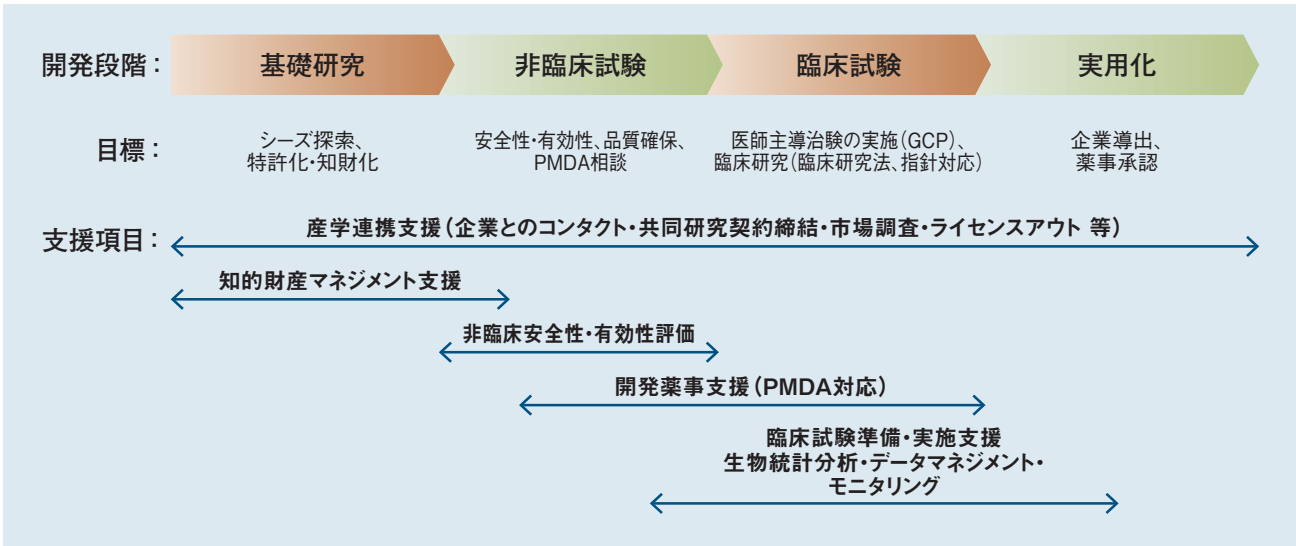 開発段階：
基礎研究
非臨床試験
臨床試験
実用化
目標：
シーズ探索、
特許化・知財化
安全性・有効性、品質確保、
PMDA相談
医師主導治験の実施（GCP）、
臨床研究（臨床研究法、指針対応）
企業導出、
薬事承認
支援項目：
産学連携支援（企業とのコンタクト・共同研究契約締結・市場調査・ライセンスアウト 等）
知的財産マネジメント支援
非臨床安全性・有効性評価
開発薬事支援（PMDA対応）
臨床試験準備・実施支援
生物統計分析・データマネジメント・
モニタリング